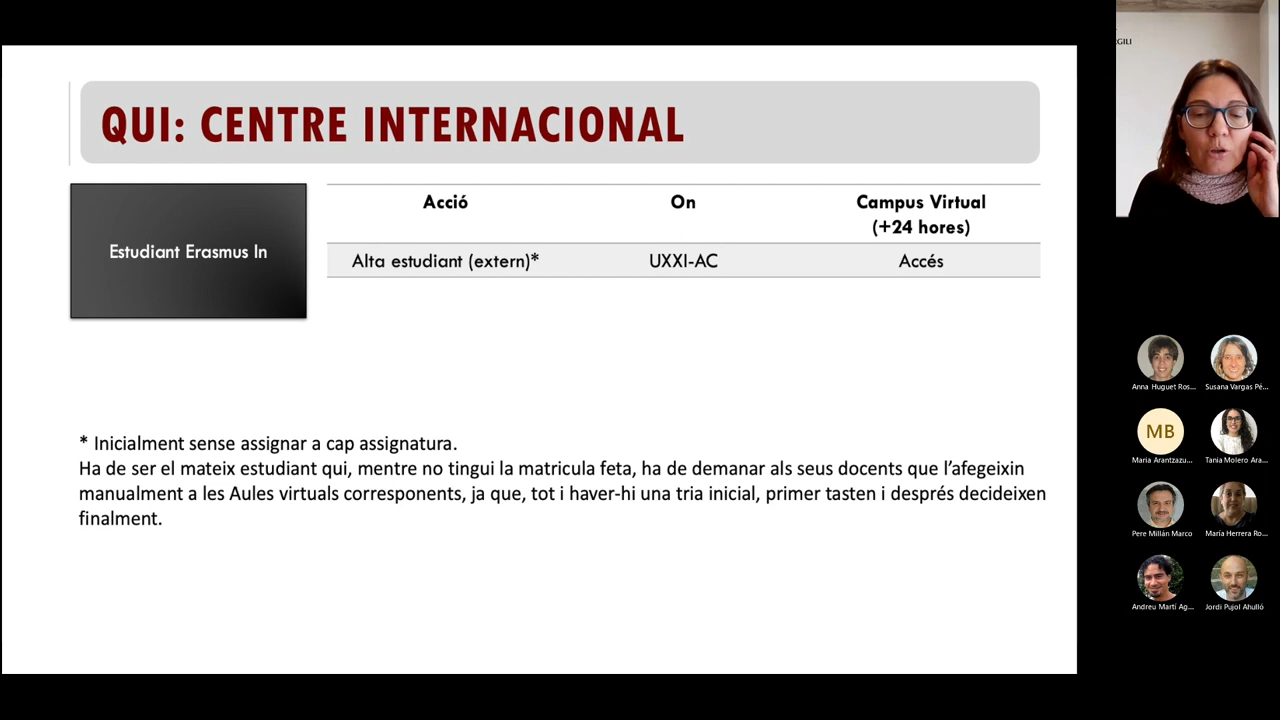 QUI: CENTRE INTERNACIONAL
Estudiant Erasmus In
Acció On Campus Virtual
(+24 hores)
Alta estudiant (extern)* UXXI-AC Accés
* Inicialment sense assignar a cap assignatura.
Ha de ser el mateix estudiant qui, mentre no tingui la matricula feta, ha de demanar als seus docents que l’afegeixin
manualment a les Aules virtuals corresponents, ja que, tot i haver-hi una tria inicial, primer tasten i després decideixen
finalment.
GILI
Anna Huguet Ros... Susana Vargas Pé...
MB
Maria Arantzazu... Tania Molero Ara...
Pere Millán Marco María Herrera Ro...
Andreu Martí Ag... Jordi Pujol Ahulló